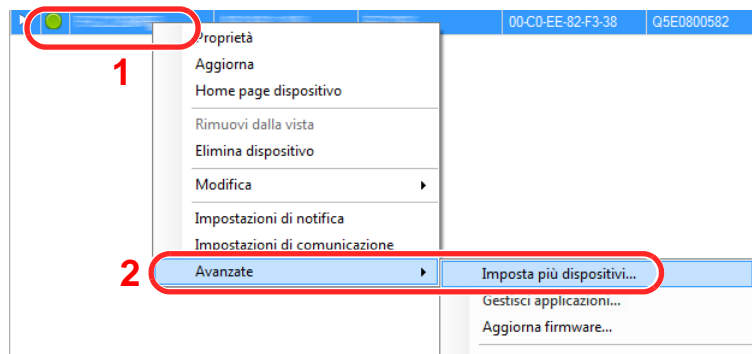 00-C0-EE-82-F3-38 Q5E0800582
1
Proprietà
Aggiorna
Home page dispositivo
Rimuovi dalla vista
Elimina dispositivo
Modifica
Impostazioni di notifica
Impostazioni di comunicazione
2 Avanzate Imposta più dispositivi...
Gestisci applicazioni...
Aggiorna firmware...